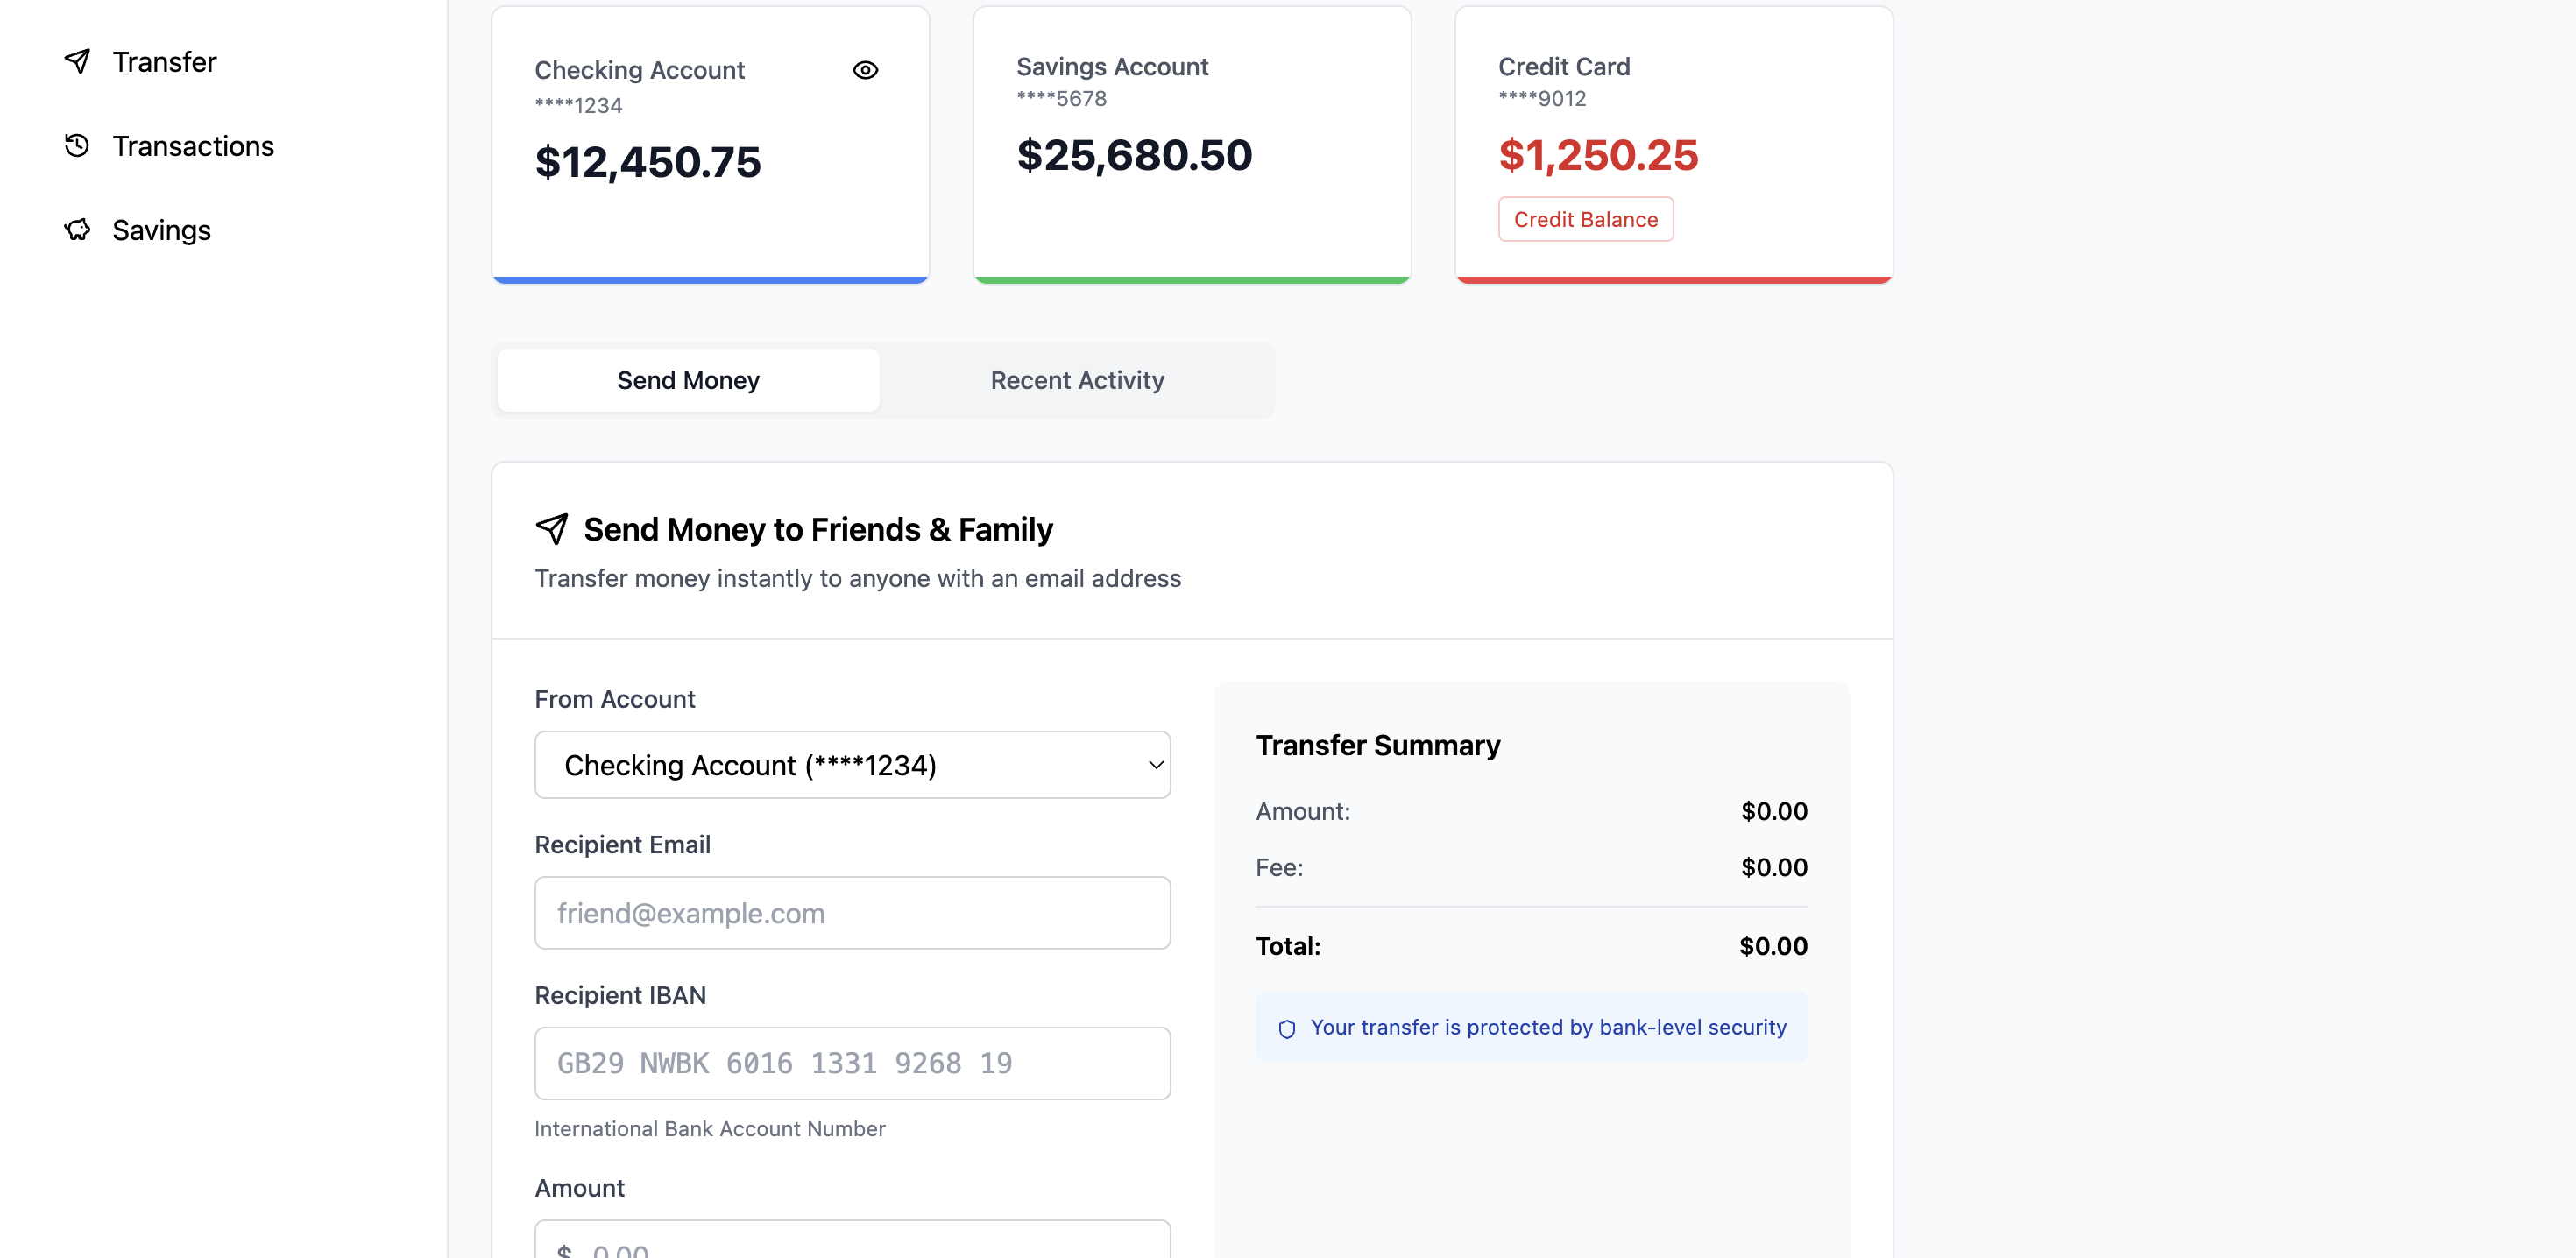 Transfer
Transactions
Savings
Checking Account
****1234
$12,450.75
Savings Account
****5678
$25,680.50
Credit Card
****9012
$1,250.25
Credit Balance
Send Money
Recent Activity
Send Money to Friends & Family
Transfer money instantly to anyone with an email address
From Account
Checking Account (****1234)
Recipient Email
friend@example.com
Recipient IBAN
GB29 NWBK 6016 1331 9268 19
International Bank Account Number
Amount
$ 0.00
Transfer Summary
Amount: $0.00
Fee: $0.00
Total: $0.00
Your transfer is protected by bank-level security